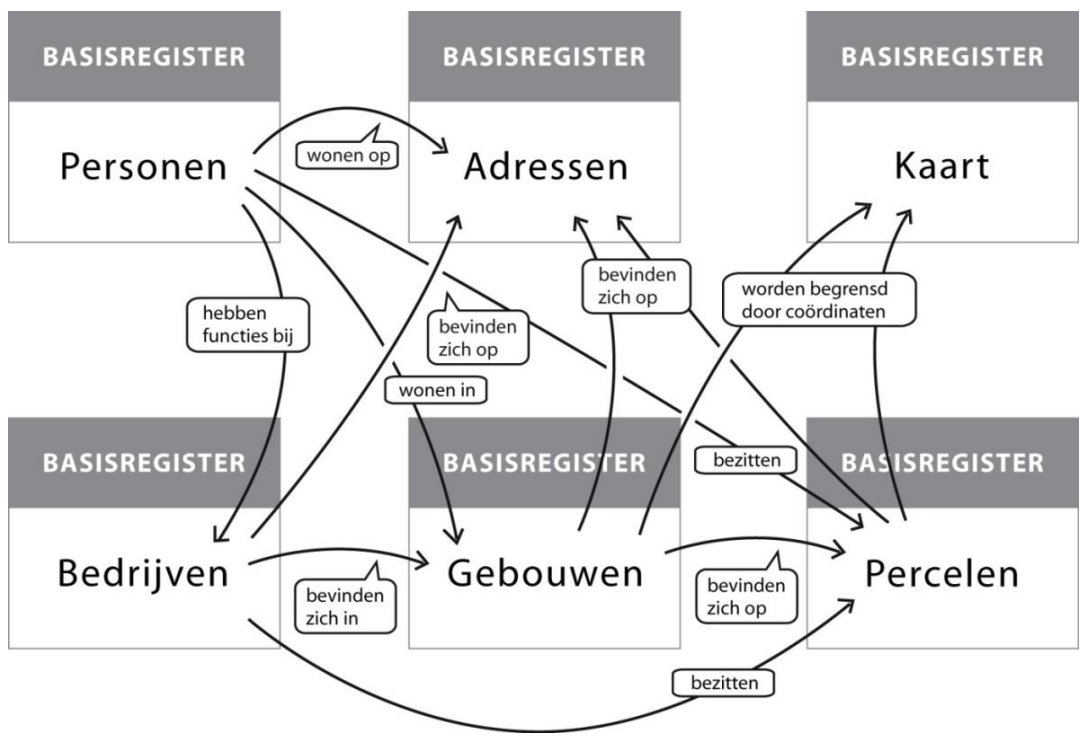 BASISREGISTER
BASISREGISTER
BASISREGISTER
Personen
wonen op
Adressen
Kaart
hebben
functies bij
bevinden
zich op
bevinden
zich op
worden begrensd
door coördinaten
wonen in
BASISREGISTER
BASISREGISTER
bezitten
BASISREGISTER
Bedrijven
bevinden
zich in
Gebouwen
bevinden
zich op
Percelen
bezitten